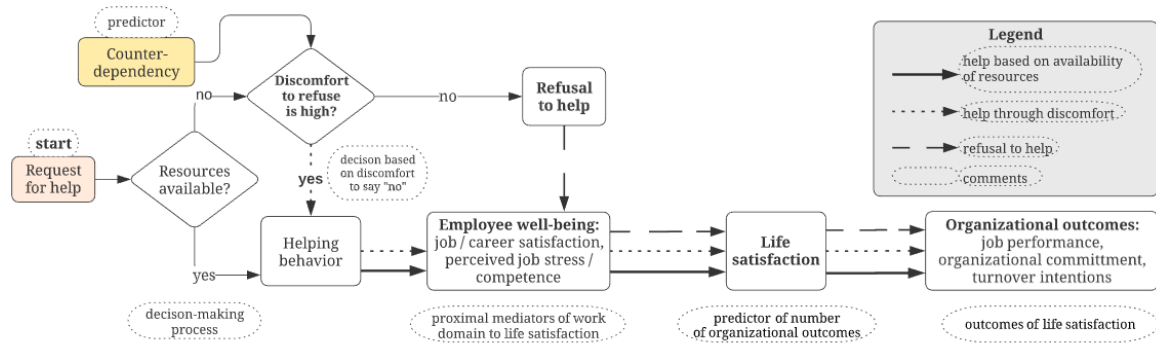 predictor
Counter-
dependency
Discomfort
to refuse
is high?
no
no
Refusal
to help
start
Request
for help
Resources
available?
yes
decison based
on discomfort
to say "no"
yes
Helping
behavior
Employee well-being:
job / career satisfaction,
perceived job stress /
competence
Life
satisfaction
Organizational outcomes:
job performance,
organizational committment,
turnover intentions
decison-making
process
proximal mediators of work
domain to life satisfaction
predictor of number
of organizational outcomes
outcomes of life satisfaction
Legend
help based on availability
of resources
help through discomfort
refusal to help
comments